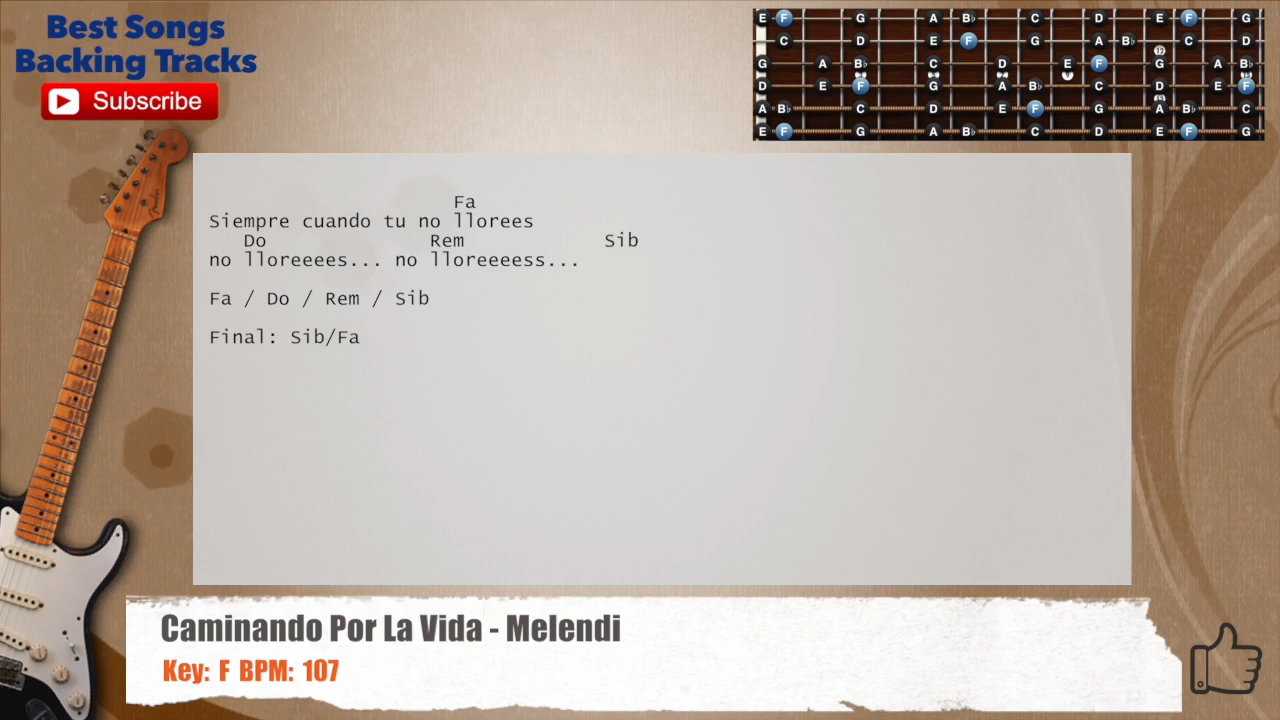 Best Songs
Backing Tracks
Subscribe
E F G A B♭ C D E F G
C D E F G A B♭ C D
G A B♭ C D E F G A B♭
D E F G A B♭ C D E F
A B♭ C D E F G A B♭ C
E F G A B♭ C D E F G
Fa
Siempre cuando tu no llorees
Do Rem Sib
no lloreeees... no lloreeeess...
Fa / Do / Rem / Sib
Final: Sib/Fa
Caminando Por La Vida - Melendi
Key: F BPM: 107